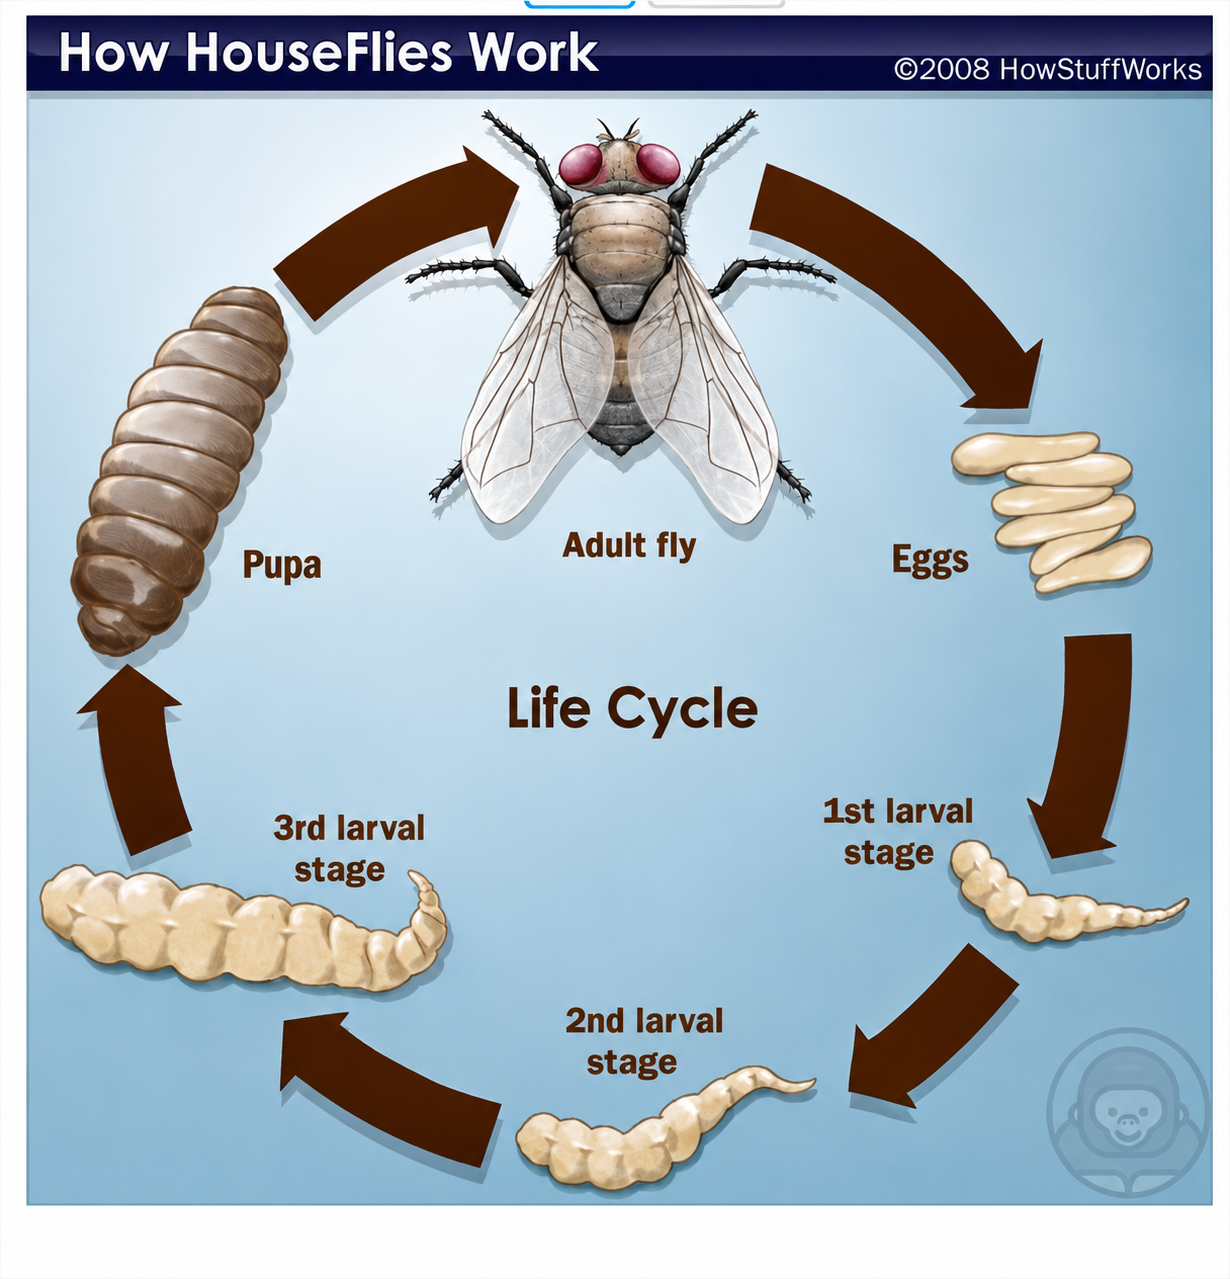 How HouseFlies Work
©2008 HowStuffWorks
Adult fly
Eggs
Pupa
Life Cycle
1st larval
stage
3rd larval
stage
2nd larval
stage